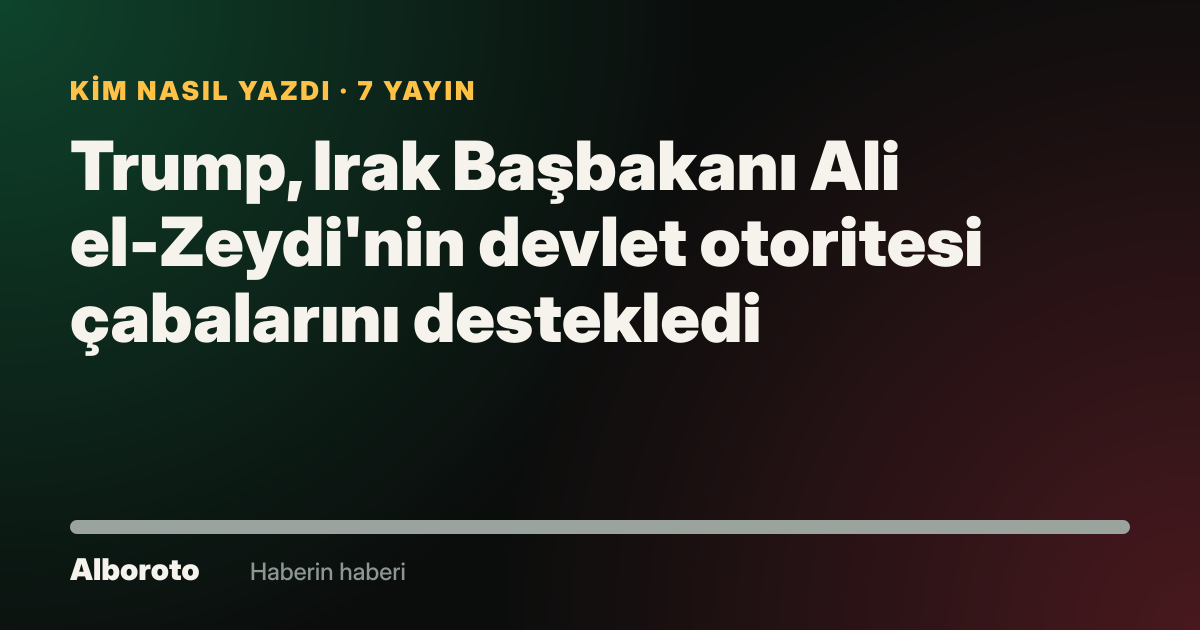 KİM NASIL YAZDI · 7 YAYIN
Trump, Irak Başbakanı Ali
el-Zeydi'nin devlet otoritesi
çabalarını destekledi
Alboroto Haberin haberi